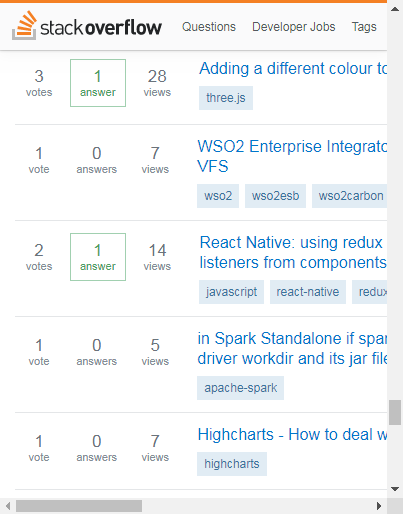 stackoverflow Questions Developer Jobs Tags
3 1 28 Adding a different colour to
votes answer views
three.js
1 0 7 WSO2 Enterprise Integrator
vote answers views VFS
wso2 wso2esb wso2carbon
2 1 14 React Native: using redux
votes answer views listeners from components
javascript react-native redux
1 0 5 in Spark Standalone if spar
vote answers views driver workdir and its jar file
apache-spark
1 0 7 Highcharts - How to deal w
vote answers views
highcharts